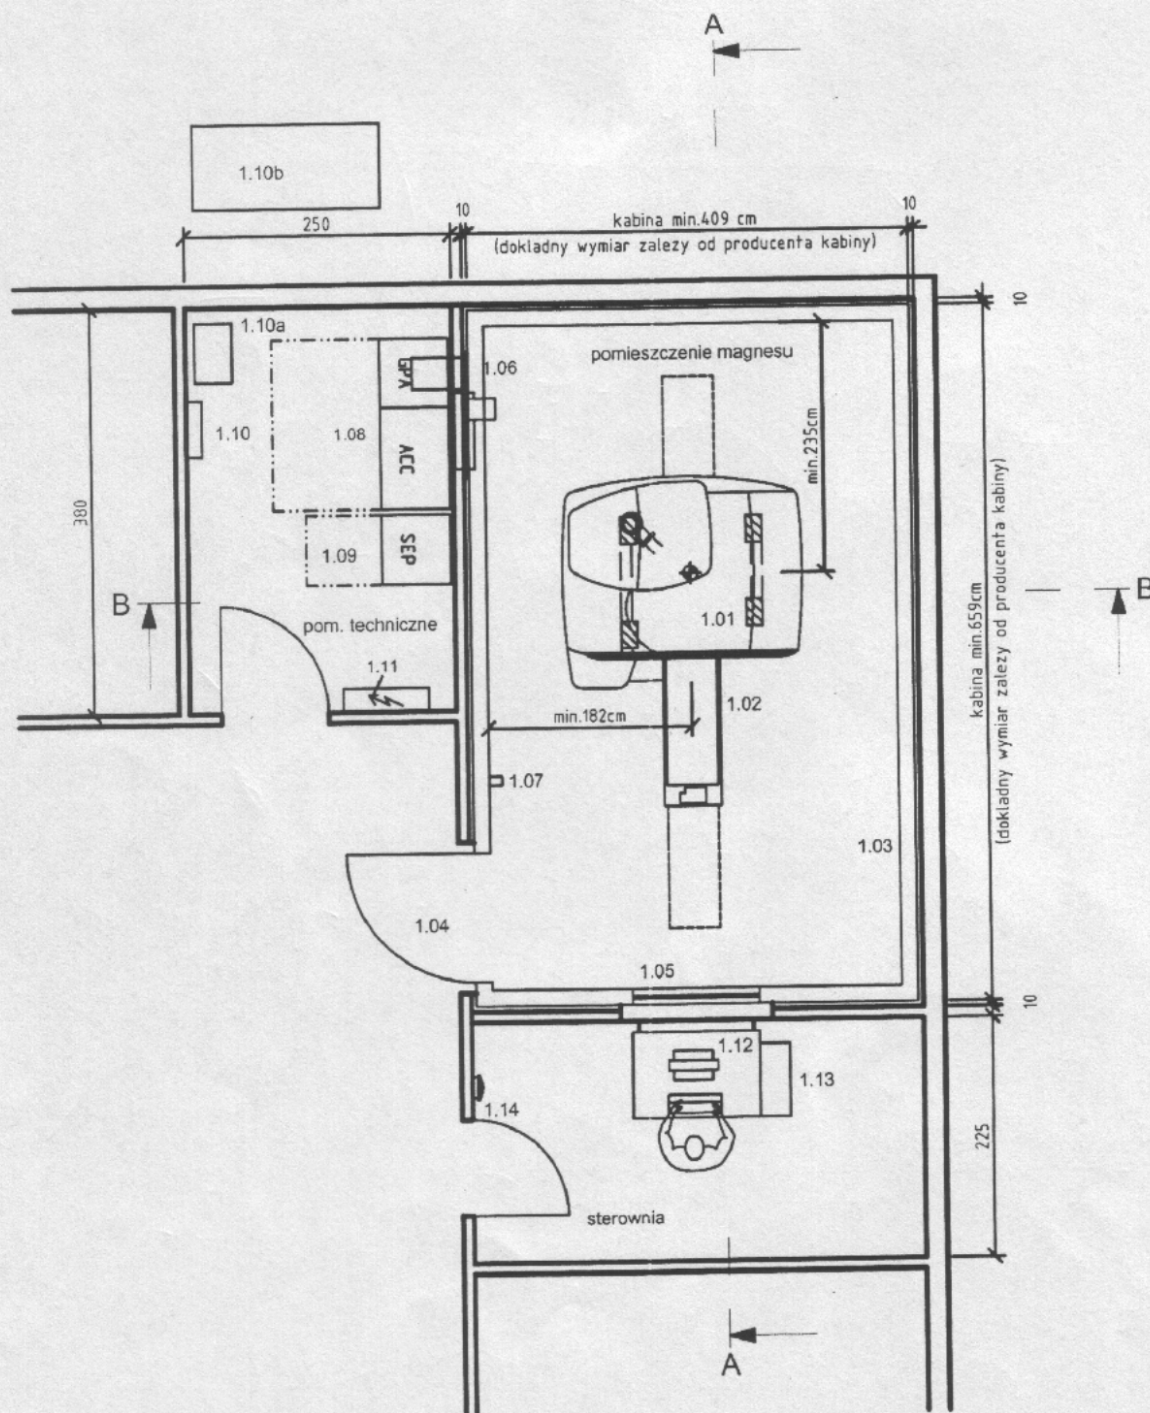 A
1.10b
250
10
kabina min.409 cm
(dokladny wymiar zalezy od producenta kabiny)
10
10
1.10a
GPA
1.06
pomieszczenie magnesu
min.235cm
1.10
1.08
ACC
380
1.09
SEP
kabina min.659cm
(dokladny wymiar zalezy od producenta kabiny)
B
B
pom. techniczne
1.01
1.11
1.02
min.182cm
1.07
1.03
1.04
1.05
10
1.12
1.13
1.14
225
sterownia
A